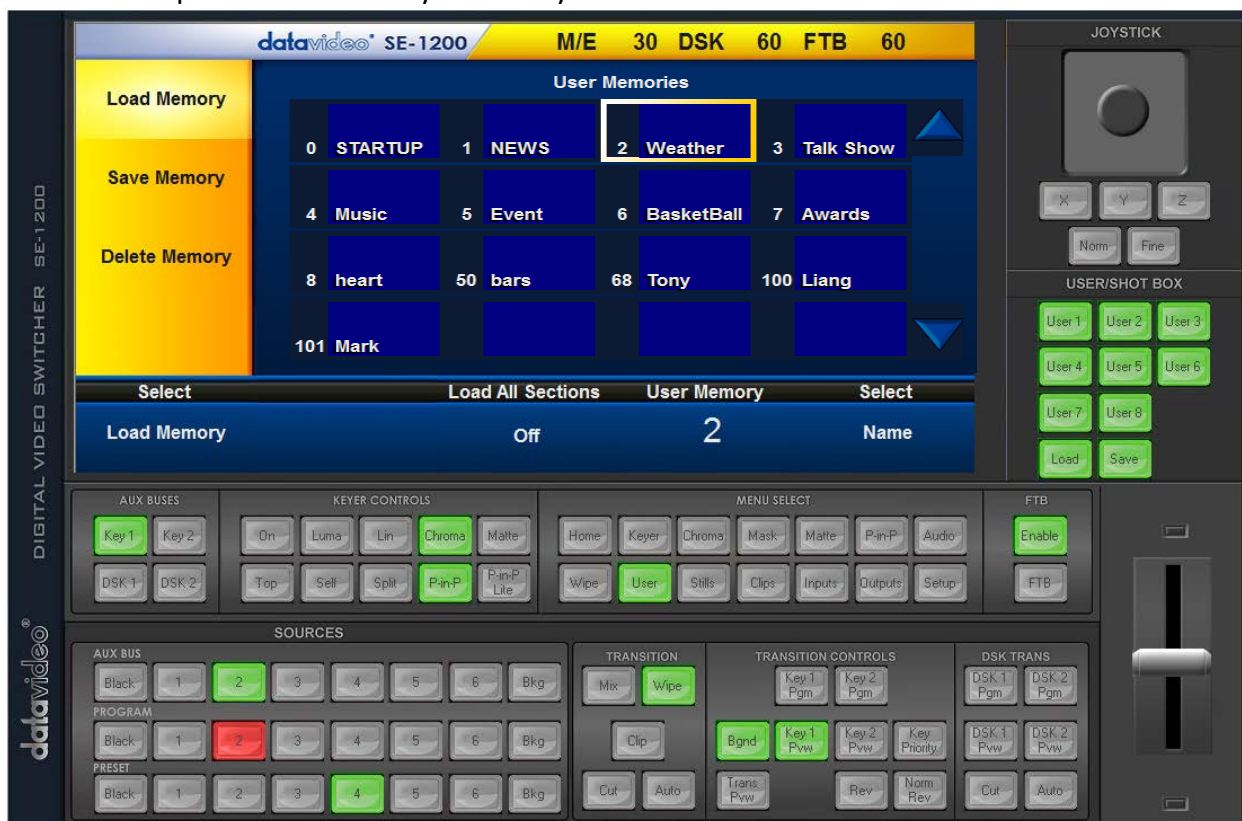 datavideo® SE-1200 M/E 30 DSK 60 FTB 60
Load Memory
Save Memory
Delete Memory
User Memories
0 STARTUP 1 NEWS 2 Weather 3 Talk Show
4 Music 5 Event 6 BasketBall 7 Awards
8 heart 50 bars 68 Tony 100 Liang
101 Mark
Select Load All Sections User Memory Select
Load Memory Off 2 Name
JOYSTICK
X Y Z
Norm Fine
USER/SHOT BOX
User 1 User 2 User 3
User 4 User 5 User 6
User 7 User 8
Load Save
DIGITAL VIDEO SWITCHER SE-1200
datavideo®
AUX BUSES
Key 1 Key 2
DSK 1 DSK 2
KEYER CONTROLS
On Luma Lin Chroma Matte
Top Self Split P-in-P P-in-P Lite
MENU SELECT
Home Keyer Chroma Mask Matte P-in-P Audio
Wipe User Stills Clips Inputs Outputs Setup
FTB
Enable
FTB
SOURCES
AUX BUS
Black 1 2 3 4 5 6 Bkg
PROGRAM
Black 1 2 3 4 5 6 Bkg
PRESET
Black 1 2 3 4 5 6 Bkg
TRANSITION
Mix Wipe
Clip
Cut Auto
TRANSITION CONTROLS
Key 1 Pgm Key 2 Pgm
Bgnd Key 1 Pvw Key 2 Pvw Key Priority
Trans Pvw Rev Norm Rev
DSK TRANS
DSK 1 Pgm DSK 2 Pgm
DSK 1 Pvw DSK 2 Pvw
Cut Auto